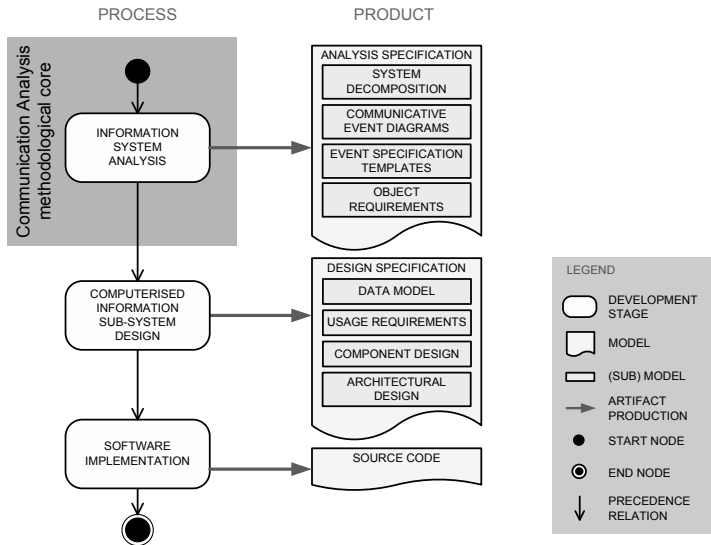 PROCESS
PRODUCT
Communication Analysis
methodological core
INFORMATION
SYSTEM
ANALYSIS
ANALYSIS SPECIFICATION
SYSTEM
DECOMPOSITION
COMMUNICATIVE
EVENT DIAGRAMS
EVENT SPECIFICATION
TEMPLATES
OBJECT
REQUIREMENTS
COMPUTERISED
INFORMATION
SUB-SYSTEM
DESIGN
DESIGN SPECIFICATION
DATA MODEL
USAGE REQUIREMENTS
COMPONENT DESIGN
ARCHITECTURAL
DESIGN
SOFTWARE
IMPLEMENTATION
SOURCE CODE
LEGEND
DEVELOPMENT
STAGE
MODEL
(SUB) MODEL
ARTIFACT
PRODUCTION
START NODE
END NODE
PRECEDENCE
RELATION